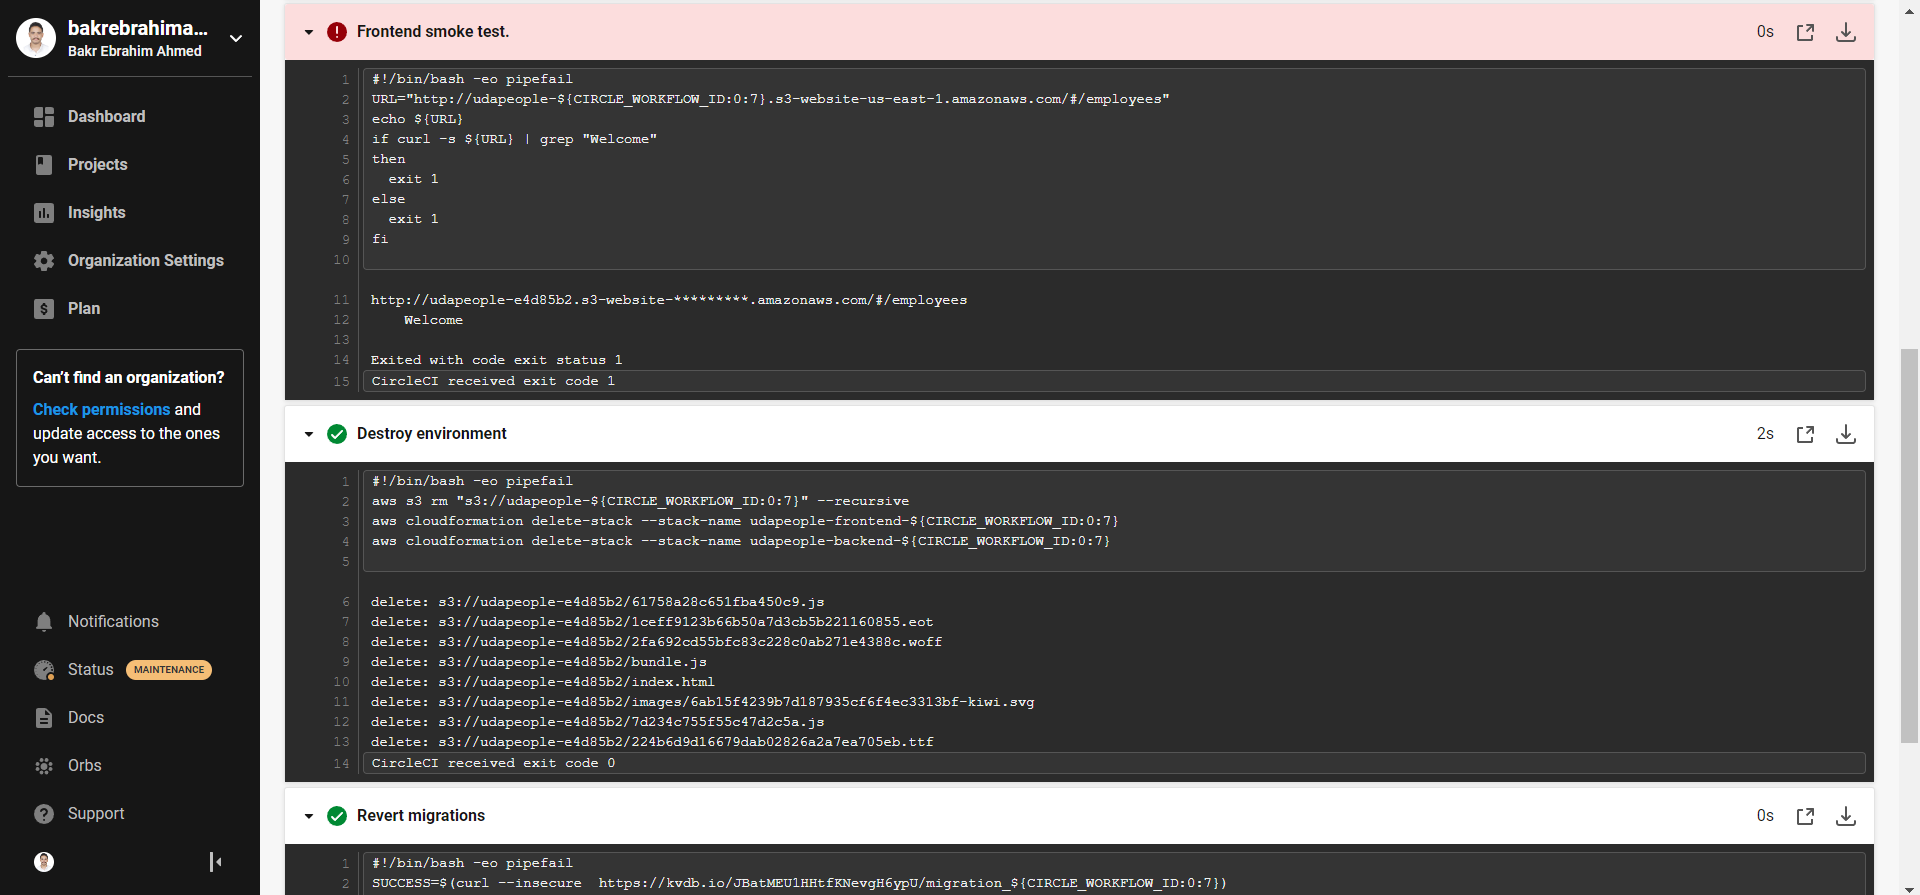 bakrebrahima...
Bakr Ebrahim Ahmed
Dashboard
Projects
Insights
Organization Settings
Plan
Can't find an organization?
Check permissions and
update access to the ones
you want.
Notifications
Status MAINTENANCE
Docs
Orbs
Support
Frontend smoke test. 0s
1 #!/bin/bash -eo pipefail
2 URL="http://udapeople-${CIRCLE_WORKFLOW_ID:0:7}.s3-website-us-east-1.amazonaws.com/#/employees"
3 echo ${URL}
4 if curl -s ${URL} | grep "Welcome"
5 then
6   exit 1
7 else
8   exit 1
9 fi
10
11 http://udapeople-e4d85b2.s3-website-*********.amazonaws.com/#/employees
12     Welcome
13
14 Exited with code exit status 1
15 CircleCI received exit code 1
Destroy environment 2s
1 #!/bin/bash -eo pipefail
2 aws s3 rm "s3://udapeople-${CIRCLE_WORKFLOW_ID:0:7}" --recursive
3 aws cloudformation delete-stack --stack-name udapeople-frontend-${CIRCLE_WORKFLOW_ID:0:7}
4 aws cloudformation delete-stack --stack-name udapeople-backend-${CIRCLE_WORKFLOW_ID:0:7}
5
6 delete: s3://udapeople-e4d85b2/61758a28c651fba450c9.js
7 delete: s3://udapeople-e4d85b2/1ceff9123b66b50a7d3cb5b221160855.eot
8 delete: s3://udapeople-e4d85b2/2fa692cd55bfc83c228c0ab271e4388c.woff
9 delete: s3://udapeople-e4d85b2/bundle.js
10 delete: s3://udapeople-e4d85b2/index.html
11 delete: s3://udapeople-e4d85b2/images/6ab15f4239b7d187935cf6f4ec3313bf-kiwi.svg
12 delete: s3://udapeople-e4d85b2/7d234c755f55c47d2c5a.js
13 delete: s3://udapeople-e4d85b2/224b6d9d16679dab02826a2a7ea705eb.ttf
14 CircleCI received exit code 0
Revert migrations 0s
1 #!/bin/bash -eo pipefail
2 SUCCESS=$(curl --insecure  https://kvdb.io/JBatMEU1HHtfKNevgH6ypU/migration_${CIRCLE_WORKFLOW_ID:0:7})